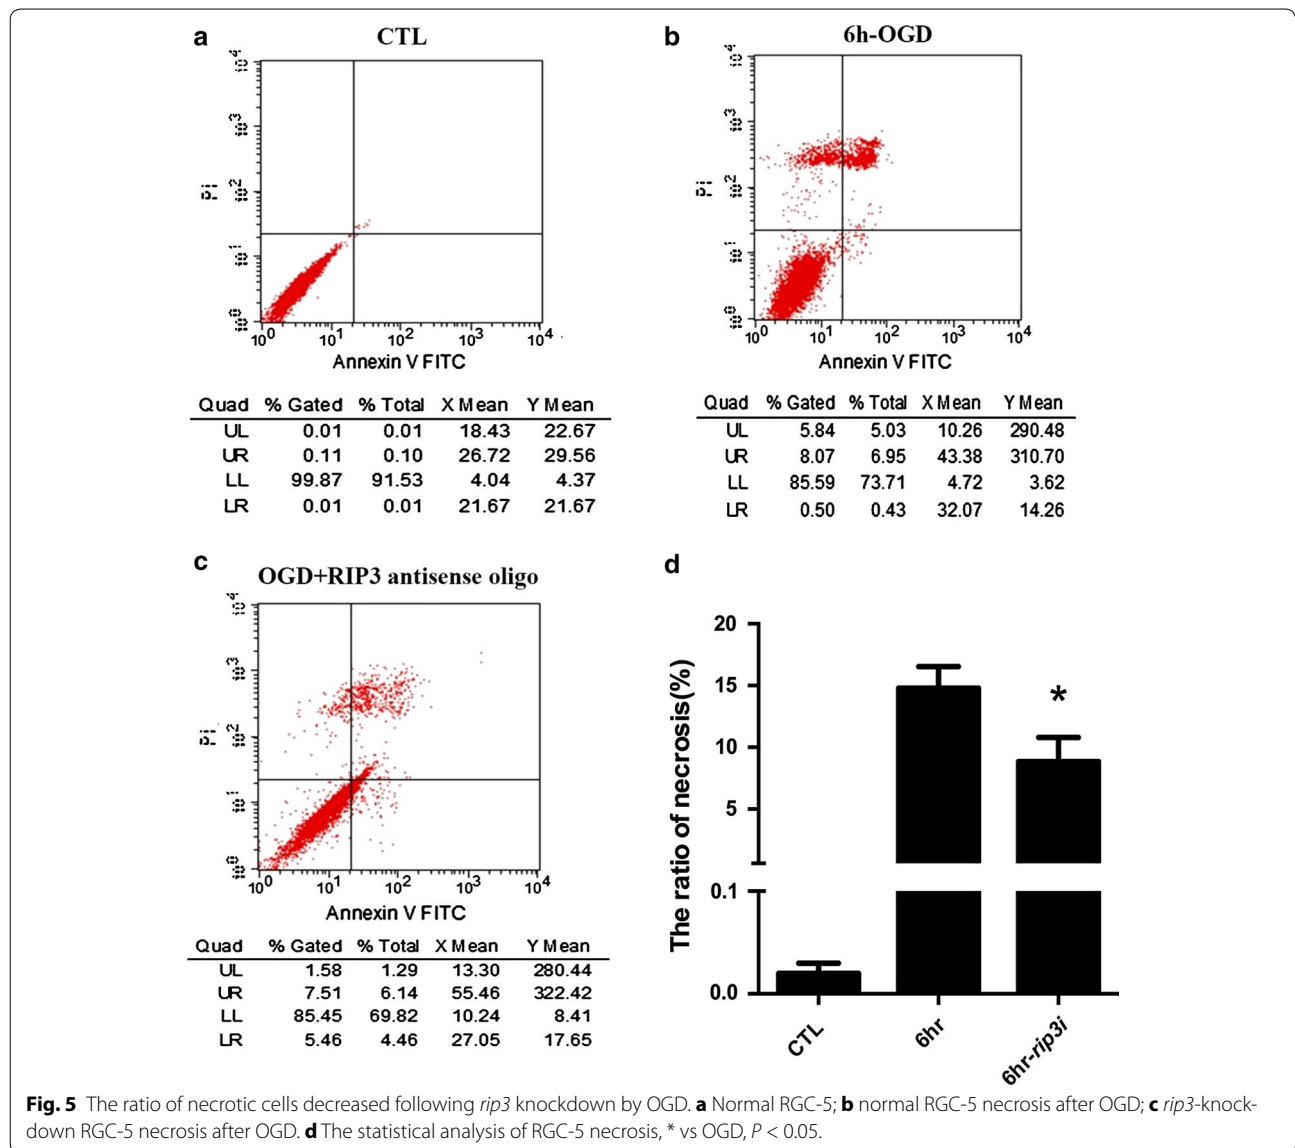 a
CTL
10^4
10^3
10^2
10^1
10^0
PI
10^0 10^1 10^2 10^3 10^4
Annexin V FITC
Quad % Gated % Total X Mean Y Mean
UL 0.01 0.01 18.43 22.67
UR 0.11 0.10 26.72 29.56
LL 99.87 91.53 4.04 4.37
LR 0.01 0.01 21.67 21.67
b
6h-OGD
10^4
10^3
10^2
10^1
10^0
PI
10^0 10^1 10^2 10^3 10^4
Annexin V FITC
Quad % Gated % Total X Mean Y Mean
UL 5.84 5.03 10.26 290.48
UR 8.07 6.95 43.38 310.70
LL 85.59 73.71 4.72 3.62
LR 0.50 0.43 32.07 14.26
c
OGD+RIP3 antisense oligo
10^4
10^3
10^2
10^1
10^0
PI
10^0 10^1 10^2 10^3 10^4
Annexin V FITC
Quad % Gated % Total X Mean Y Mean
UL 1.58 1.29 13.30 280.44
UR 7.51 6.14 55.46 322.42
LL 85.45 69.82 10.24 8.41
LR 5.46 4.46 27.05 17.65
d
The ratio of necrosis(%)
20
15
10
5
0.1
0.0
*
CTL
6hr
6hr-rip3i
Fig. 5 The ratio of necrotic cells decreased following rip3 knockdown by OGD. a Normal RGC-5; b normal RGC-5 necrosis after OGD; c rip3-knock-
down RGC-5 necrosis after OGD. d The statistical analysis of RGC-5 necrosis, * vs OGD, P < 0.05.